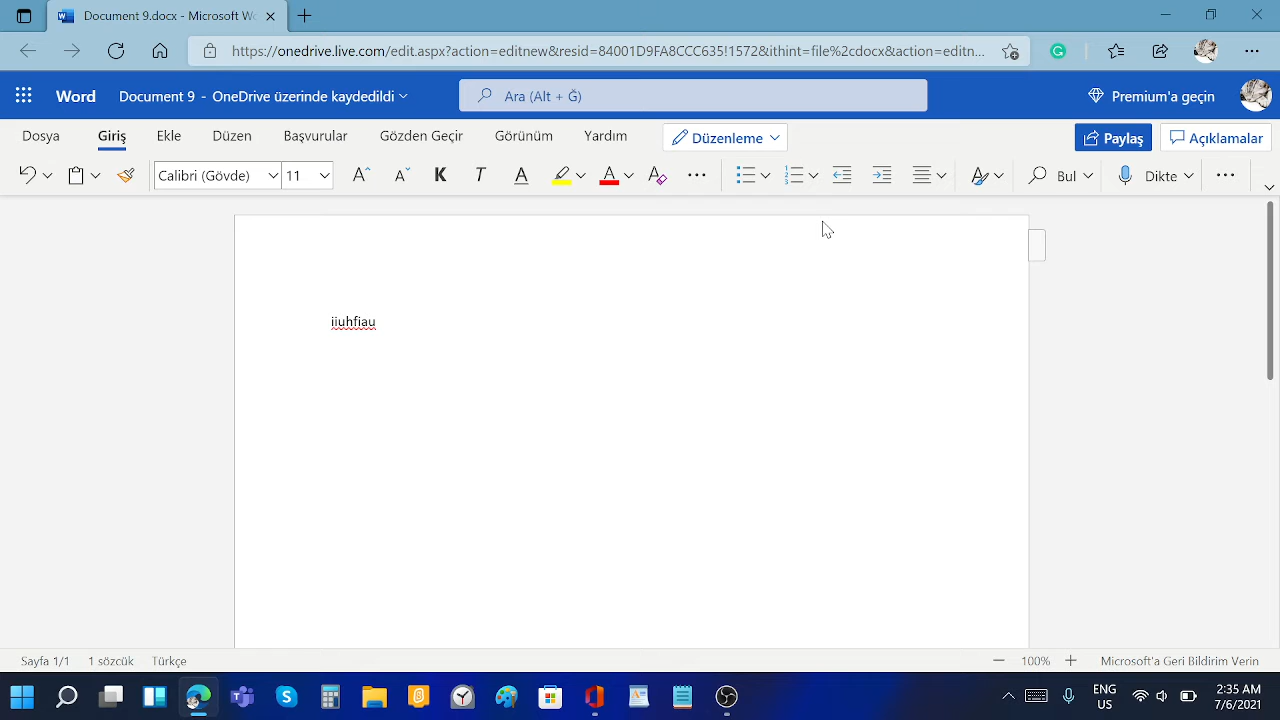 Document 9.docx - Microsoft Wo
https://onedrive.live.com/edit.aspx?action=editnew&resid=84001D9FA8CCC635!1572&ithint=file%2cdocx&action=editn...
Word
Document 9 - OneDrive üzerinde kaydedildi
Ara (Alt + Ğ)
Premium'a geçin
Dosya
Giriş
Ekle
Düzen
Başvurular
Gözden Geçir
Görünüm
Yardım
Düzenleme
Paylaş
Açıklamalar
Calibri (Gövde)
11
K
T
A
Bul
Dikte
iiuhfiau
Sayfa 1/1
1 sözcük
Türkçe
100%
Microsoft'a Geri Bildirim Verin
ENG
US
2:35 AM
7/6/2021